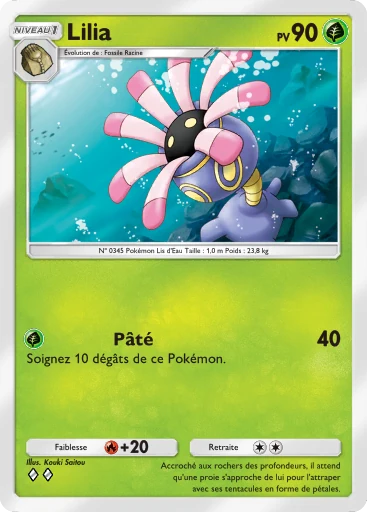 NIVEAU 1
Lilia
PV 90
Évolution de : Fossile Racine
N° 0345 Pokémon Lis d'Eau Taille : 1,0 m Poids : 23,8 kg
Pâté 40
Soignez 10 dégâts de ce Pokémon.
Faiblesse +20 Retraite
Illus. Kouki Saitou
Accroché aux rochers des profondeurs, il attend
qu'une proie s'approche de lui pour l'attraper
avec ses tentacules en forme de pétales.